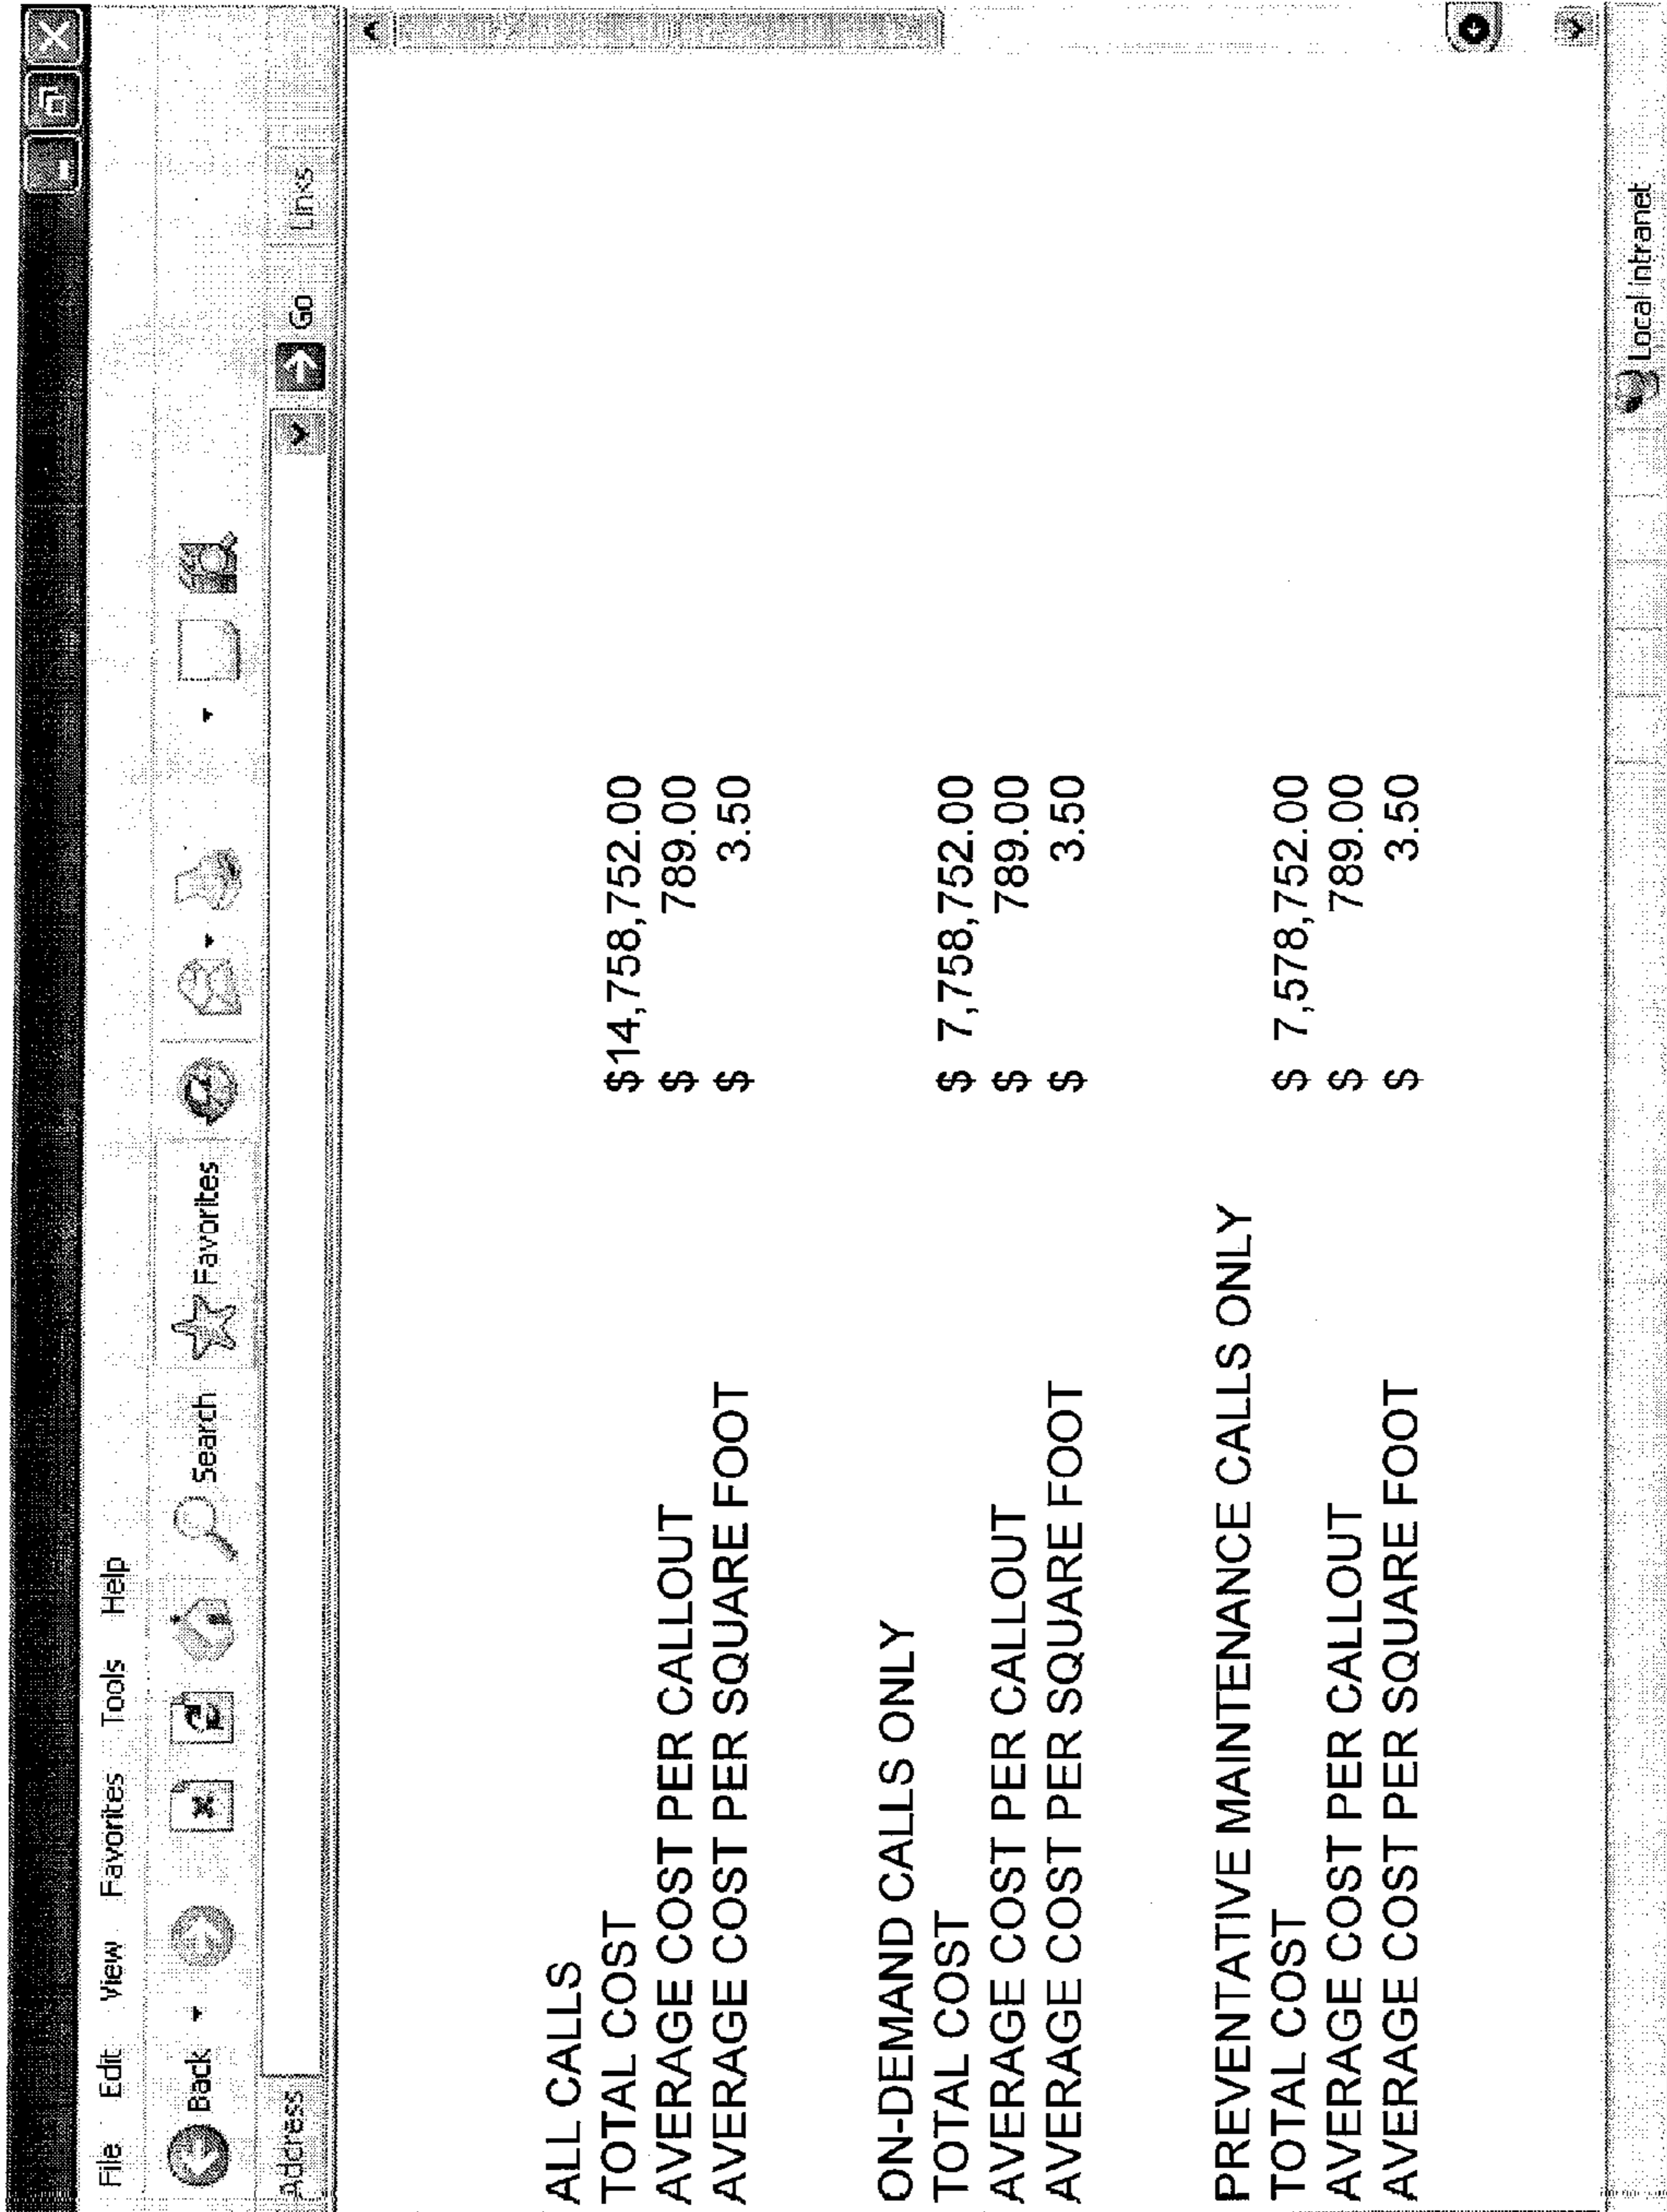 File Edit View Favorites Tools Help
Back Search Favorites
Address Go Links
ALL CALLS
TOTAL COST $14,758,752.00
AVERAGE COST PER CALLOUT $ 789.00
AVERAGE COST PER SQUARE FOOT $ 3.50
ON-DEMAND CALLS ONLY
TOTAL COST $ 7,758,752.00
AVERAGE COST PER CALLOUT $ 789.00
AVERAGE COST PER SQUARE FOOT $ 3.50
PREVENTATIVE MAINTENANCE CALLS ONLY
TOTAL COST $ 7,578,752.00
AVERAGE COST PER CALLOUT $ 789.00
AVERAGE COST PER SQUARE FOOT $ 3.50
Local intranet